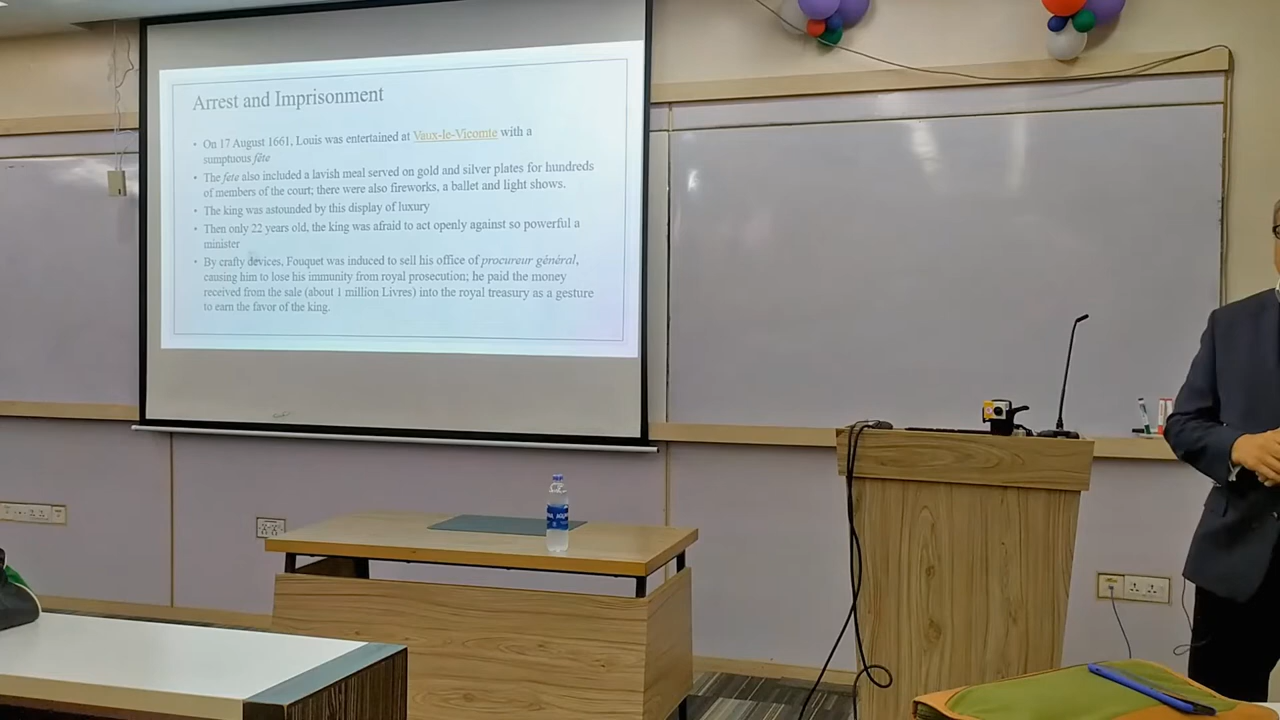 Arrest and Imprisonment
• On 17 August 1661, Louis was entertained at Vaux-le-Vicomte with a
sumptuous fête
• The fete also included a lavish meal served on gold and silver plates for hundreds
of members of the court; there were also fireworks, a ballet and light shows.
• The king was astounded by this display of luxury
• Then only 22 years old, the king was afraid to act openly against so powerful a
minister
• By crafty devices, Fouquet was induced to sell his office of procureur général,
causing him to lose his immunity from royal prosecution; he paid the money
received from the sale (about 1 million Livres) into the royal treasury as a gesture
to earn the favor of the king.